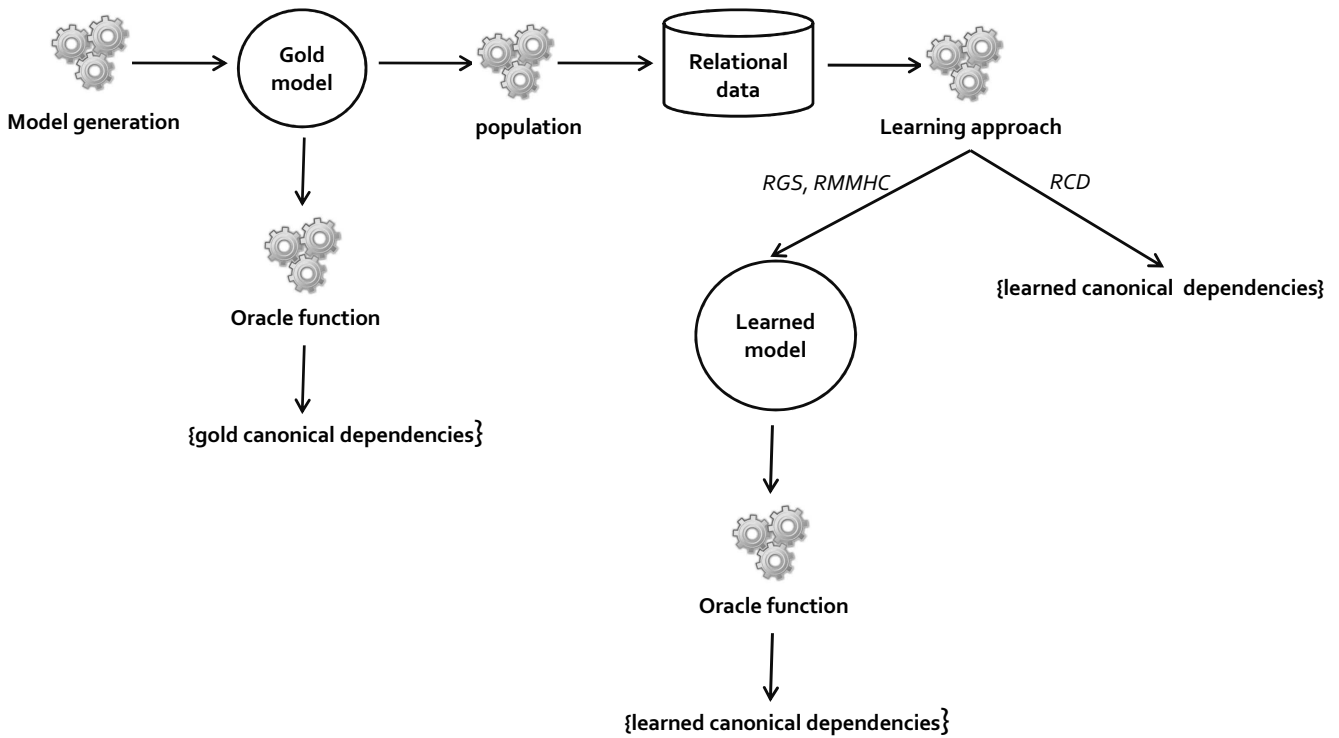 Gold
model
Relational
data
Model generation
population
Learning approach
RGS, RMMHC
RCD
{learned canonical  dependencies}
Oracle function
Learned
model
{gold canonical dependencies}
Oracle function
{learned canonical dependencies}